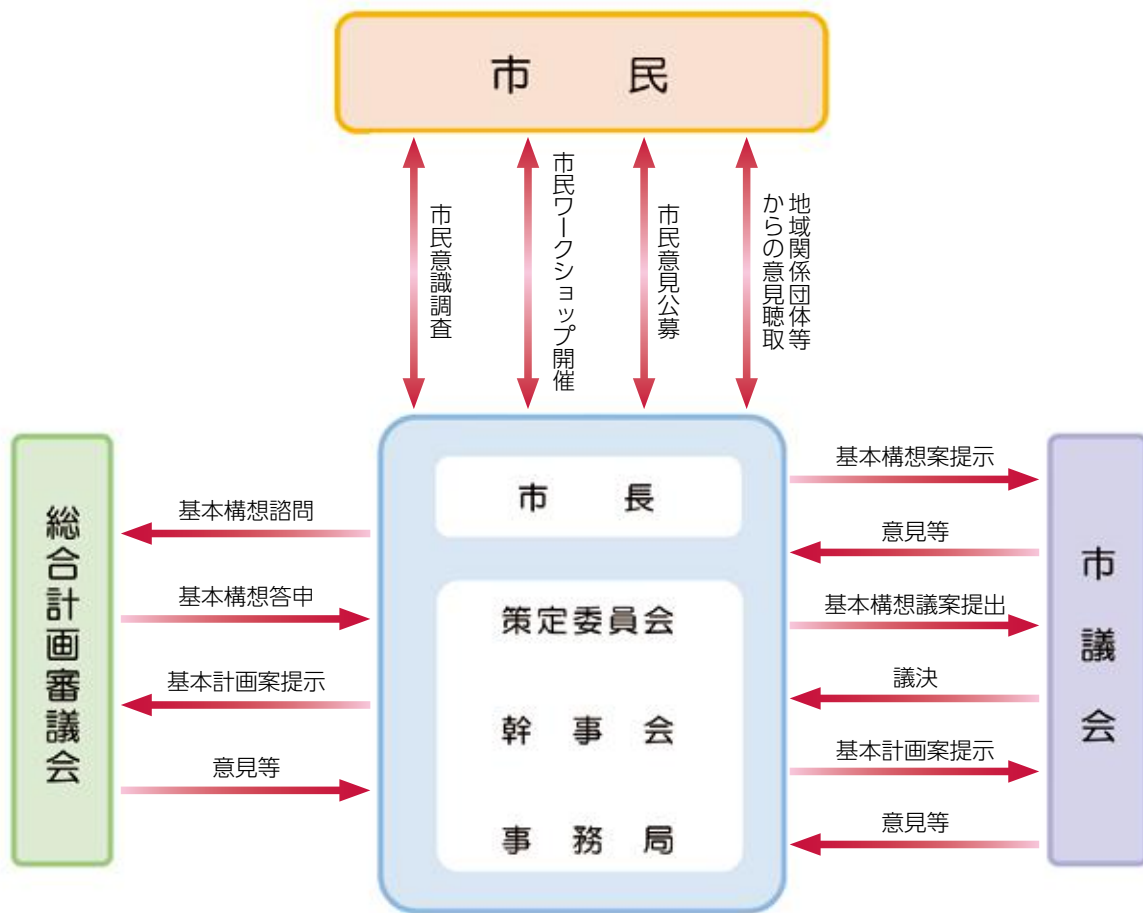 市民
市民意識調査
市民ワークショップ開催
市民意見公募
地域関係団体等
からの意見聴取
総合計画審議会
基本構想諮問
基本構想答申
基本計画案提示
意見等
市長
策定委員会
幹事会
事務局
基本構想案提示
意見等
基本構想議案提出
議決
基本計画案提示
意見等
市議会